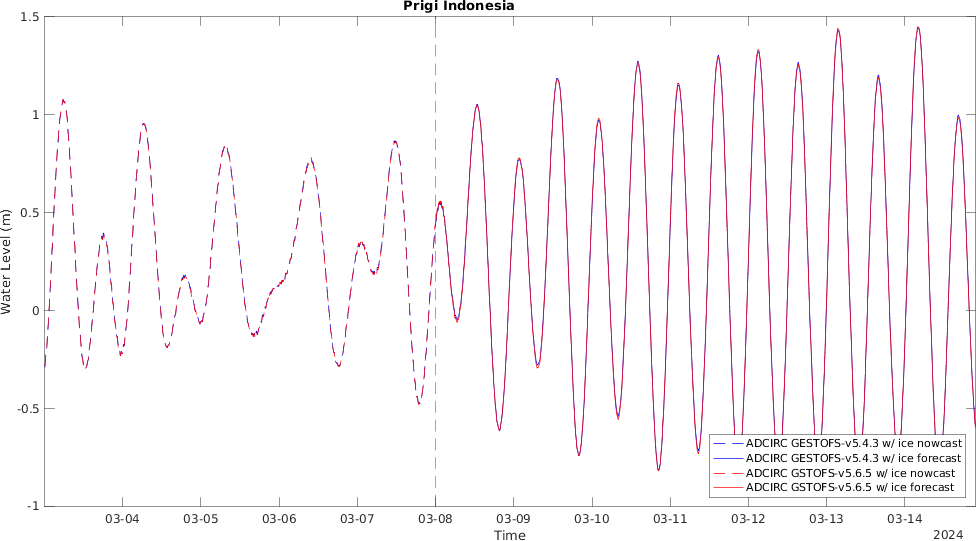 Prigi Indonesia
1.5
1
0.5
0
-0.5
-1
Water Level (m)
03-04
03-05
03-06
03-07
03-08
03-09
03-10
03-11
03-12
03-13
03-14
Time
2024
ADCIRC GESTOFS-v5.4.3 w/ ice nowcast
ADCIRC GESTOFS-v5.4.3 w/ ice forecast
ADCIRC GSTOFS-v5.6.5 w/ ice nowcast
ADCIRC GSTOFS-v5.6.5 w/ ice forecast